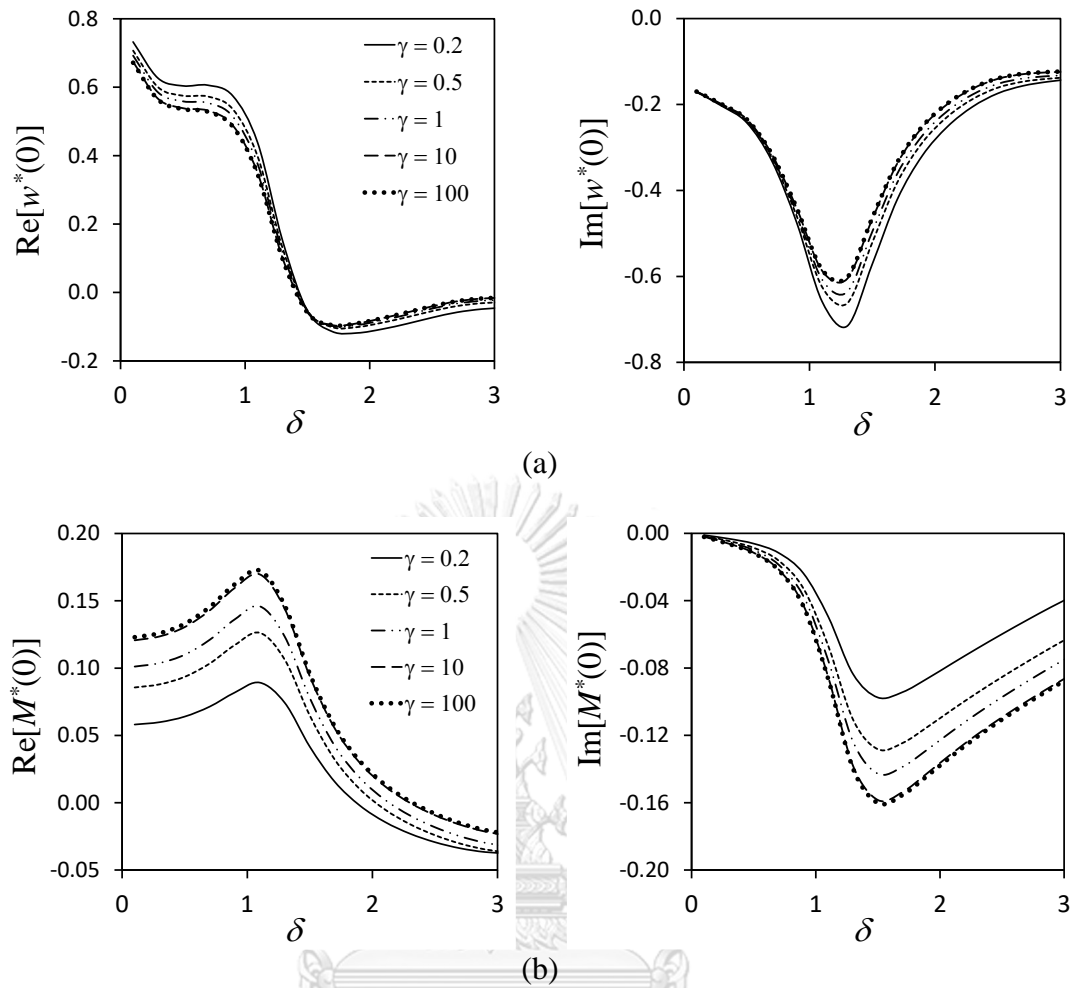 0.8
0.6
0.4
0.2
0.0
-0.2
Re[w*(0)]
0
1
2
3
δ
γ = 0.2
γ = 0.5
γ = 1
γ = 10
γ = 100
0.0
-0.2
-0.4
-0.6
-0.8
Im[w*(0)]
0
1
2
3
δ
(a)
0.20
0.15
0.10
0.05
0.00
-0.05
Re[M*(0)]
0
1
2
3
δ
γ = 0.2
γ = 0.5
γ = 1
γ = 10
γ = 100
0.00
-0.04
-0.08
-0.12
-0.16
-0.20
Im[M*(0)]
0
1
2
3
δ
(b)